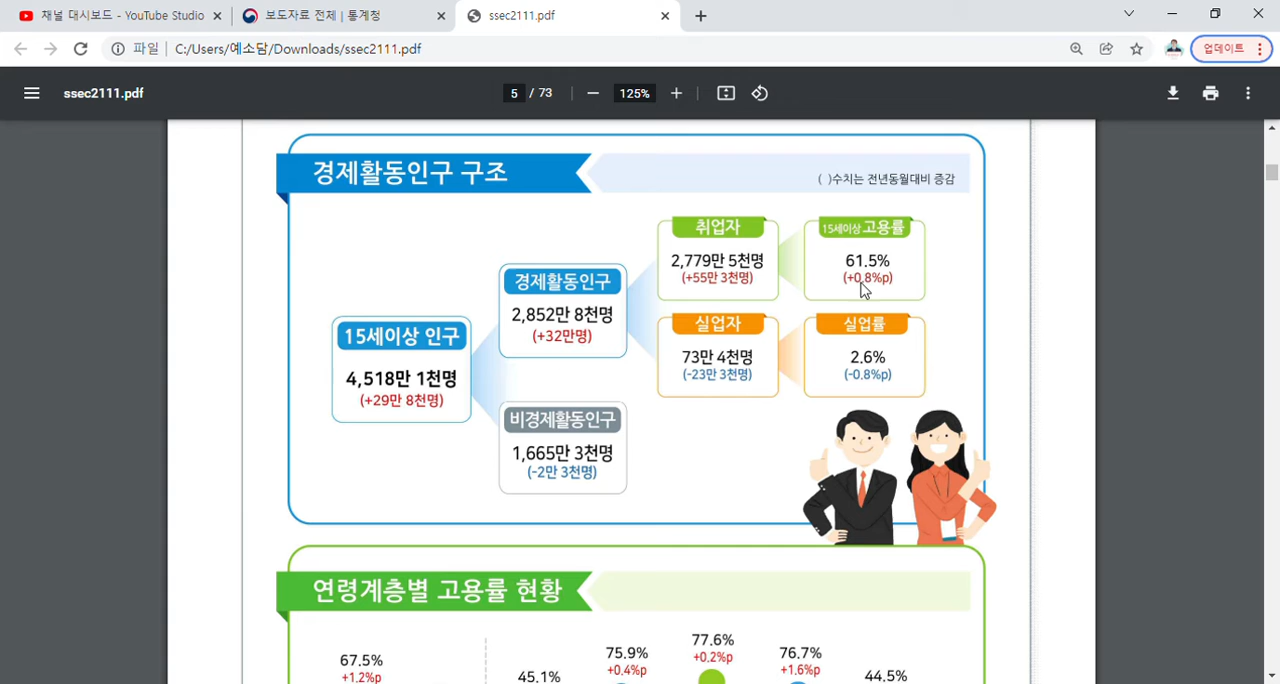 채널 대시보드 - YouTube Studio
보도자료 전체 | 통계청
ssec2111.pdf
파일
C:/Users/예소담/Downloads/ssec2111.pdf
업데이트
ssec2111.pdf
5 / 73
125%
경제활동인구 구조
( )수치는 전년동월대비 증감
취업자
2,779만 5천명
(+55만 3천명)
15세이상 고용률
61.5%
(+0.8%p)
경제활동인구
2,852만 8천명
(+32만명)
15세이상 인구
4,518만 1천명
(+29만 8천명)
실업자
73만 4천명
(-23만 3천명)
실업률
2.6%
(-0.8%p)
비경제활동인구
1,665만 3천명
(-2만 3천명)
연령계층별 고용률 현황
67.5%
+1.2%p
45.1%
75.9%
+0.4%p
77.6%
+0.2%p
76.7%
+1.6%p
44.5%